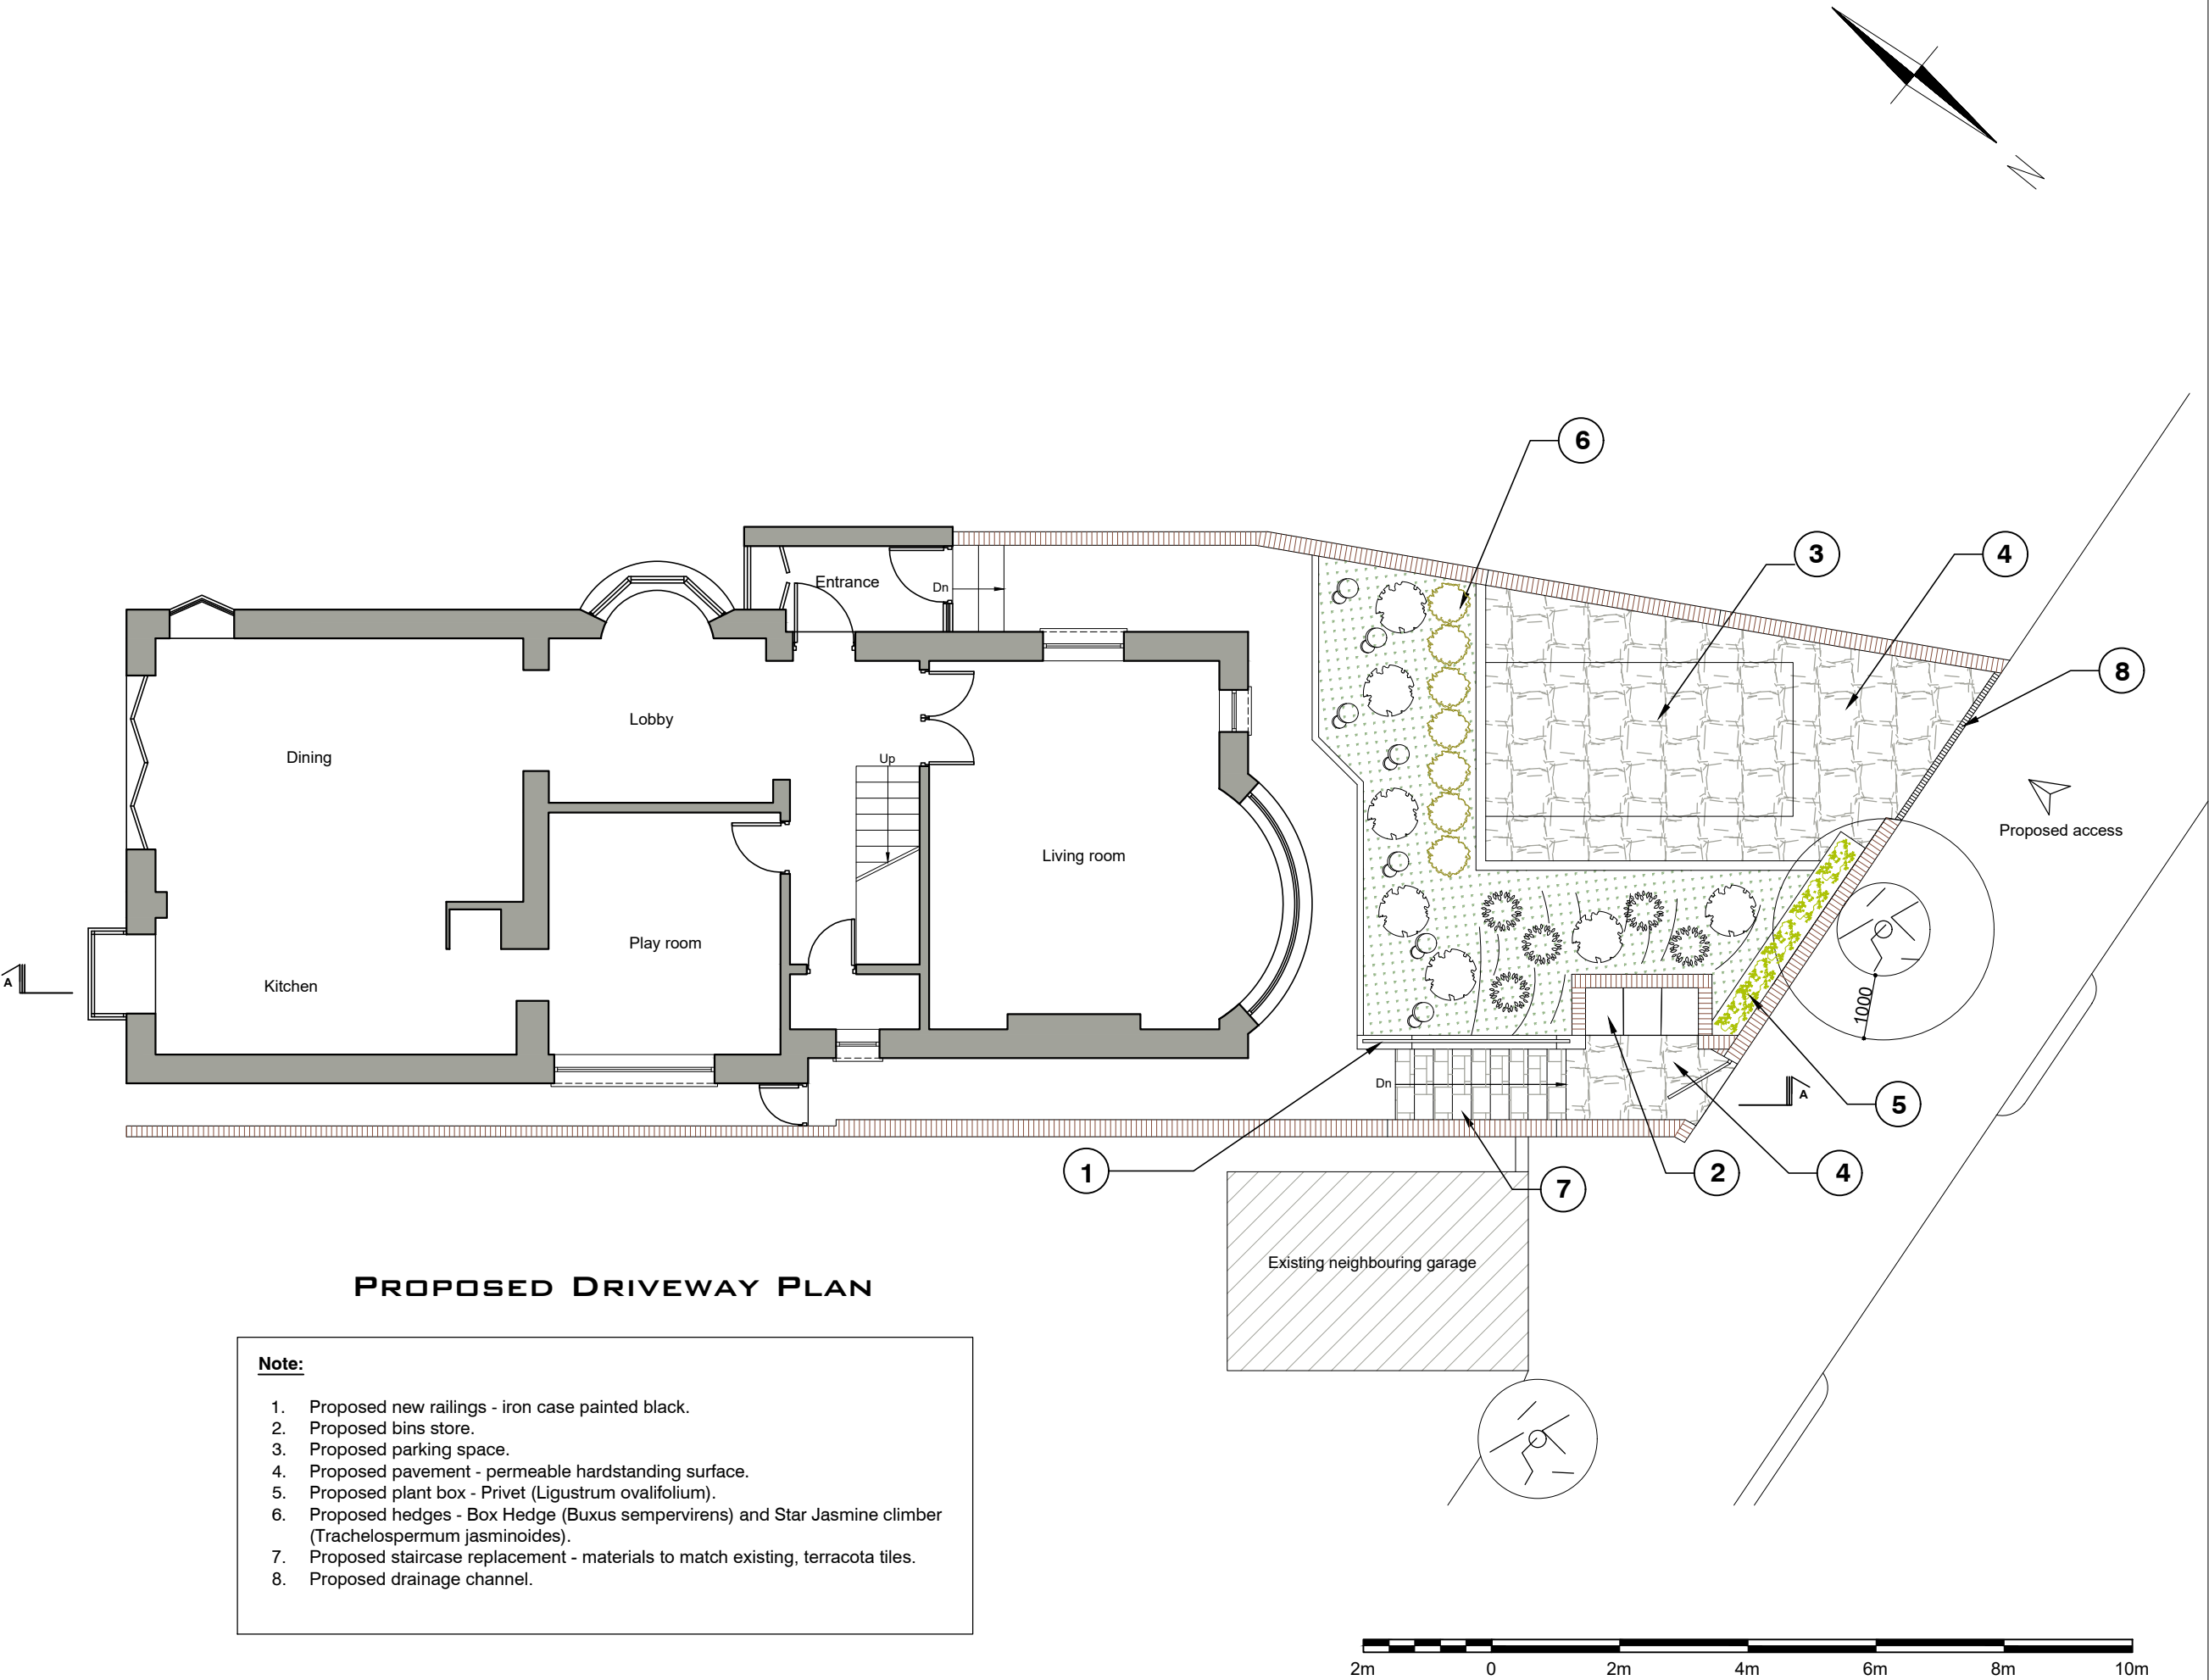 N
6
3
4
8
Entrance
Dn
Lobby
Dining
Up
Proposed access
Living room
Play room
A
Kitchen
1000
Dn
A
5
1
2
4
7
Existing neighbouring garage
PROPOSED DRIVEWAY PLAN
Note:
1. Proposed new railings - iron case painted black.
2. Proposed bins store.
3. Proposed parking space.
4. Proposed pavement - permeable hardstanding surface.
5. Proposed plant box - Privet (Ligustrum ovalifolium).
6. Proposed hedges - Box Hedge (Buxus sempervirens) and Star Jasmine climber
(Trachelospermum jasminoides).
7. Proposed staircase replacement - materials to match existing, terracota tiles.
8. Proposed drainage channel.
2m 0 2m 4m 6m 8m 10m